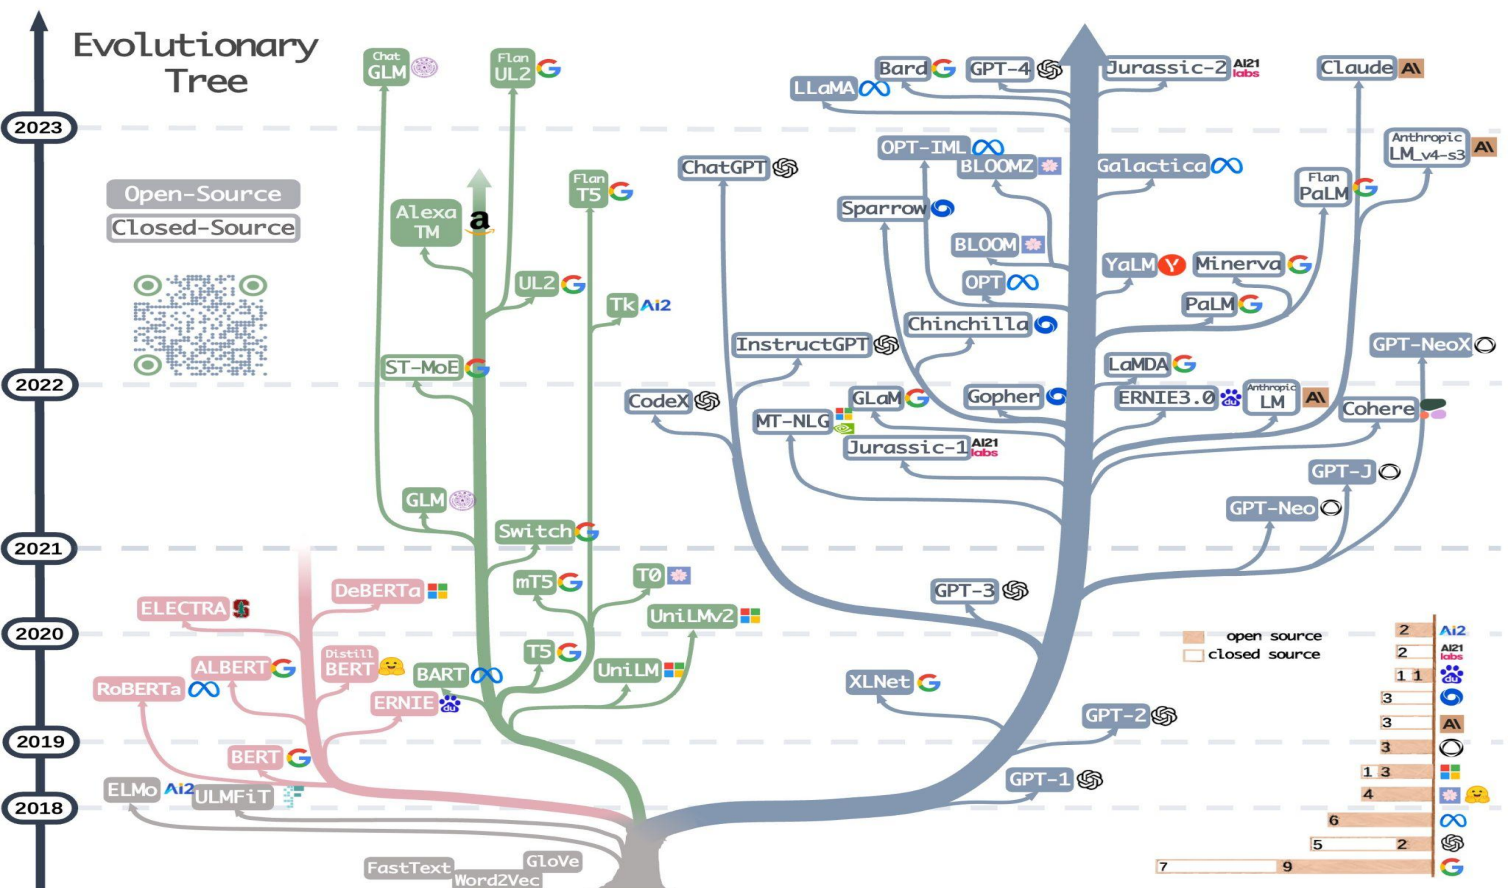 Evolutionary
Tree
2023
2022
2021
2020
2019
2018
Open-Source
Closed-Source
Chat
GLM
Flan
UL2
Alexa
TM
a
Flan
T5
UL2
Tk
Ai2
ST-MoE
GLM
Switch
mT5
T0
UniLMv2
T5
UniLM
BART
DeBERTa
ELECTRA
ALBERT
Distill
BERT
RoBERTa
ERNIE
du
BERT
ELMo
Ai2
ULMFiT
FastText
GloVe
Word2Vec
Bard
GPT-4
LLaMA
Jurassic-2
AI21
labs
Claude
A\
Anthropic
LM_v4-s3
A\
ChatGPT
OPT-IML
BLOOMZ
Galactica
Flan
PaLM
Sparrow
BLOOM
YaLM
Y
Minerva
OPT
PaLM
Chinchilla
InstructGPT
GPT-NeoX
LaMDA
CodeX
GLaM
Gopher
ERNIE3.0
du
Anthropic
LM
A\
Cohere
MT-NLG
Jurassic-1
AI21
labs
GPT-J
GPT-Neo
GPT-3
XLNet
GPT-2
GPT-1
open source
closed source
2 Ai2
2 AI21
labs
1 1 du
3
3 A\
3
1 3
4
6
5 2
7 9